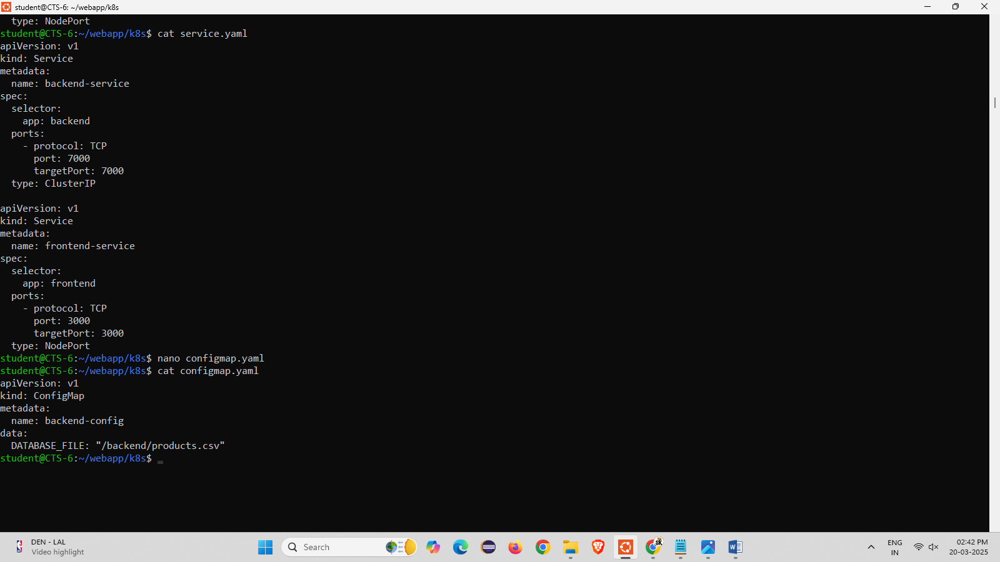 student@CTS-6: ~/webapp/k8s
  type: NodePort
student@CTS-6:~/webapp/k8s$ cat service.yaml
apiVersion: v1
kind: Service
metadata:
  name: backend-service
spec:
  selector:
    app: backend
  ports:
    - protocol: TCP
      port: 7000
      targetPort: 7000
  type: ClusterIP

apiVersion: v1
kind: Service
metadata:
  name: frontend-service
spec:
  selector:
    app: frontend
  ports:
    - protocol: TCP
      port: 3000
      targetPort: 3000
  type: NodePort
student@CTS-6:~/webapp/k8s$ nano configmap.yaml
student@CTS-6:~/webapp/k8s$ cat configmap.yaml
apiVersion: v1
kind: ConfigMap
metadata:
  name: backend-config
data:
  DATABASE_FILE: "/backend/products.csv"
student@CTS-6:~/webapp/k8s$
DEN - LAL
Video highlight
Search
SK
W
ENG
IN
02:42 PM
20-03-2025